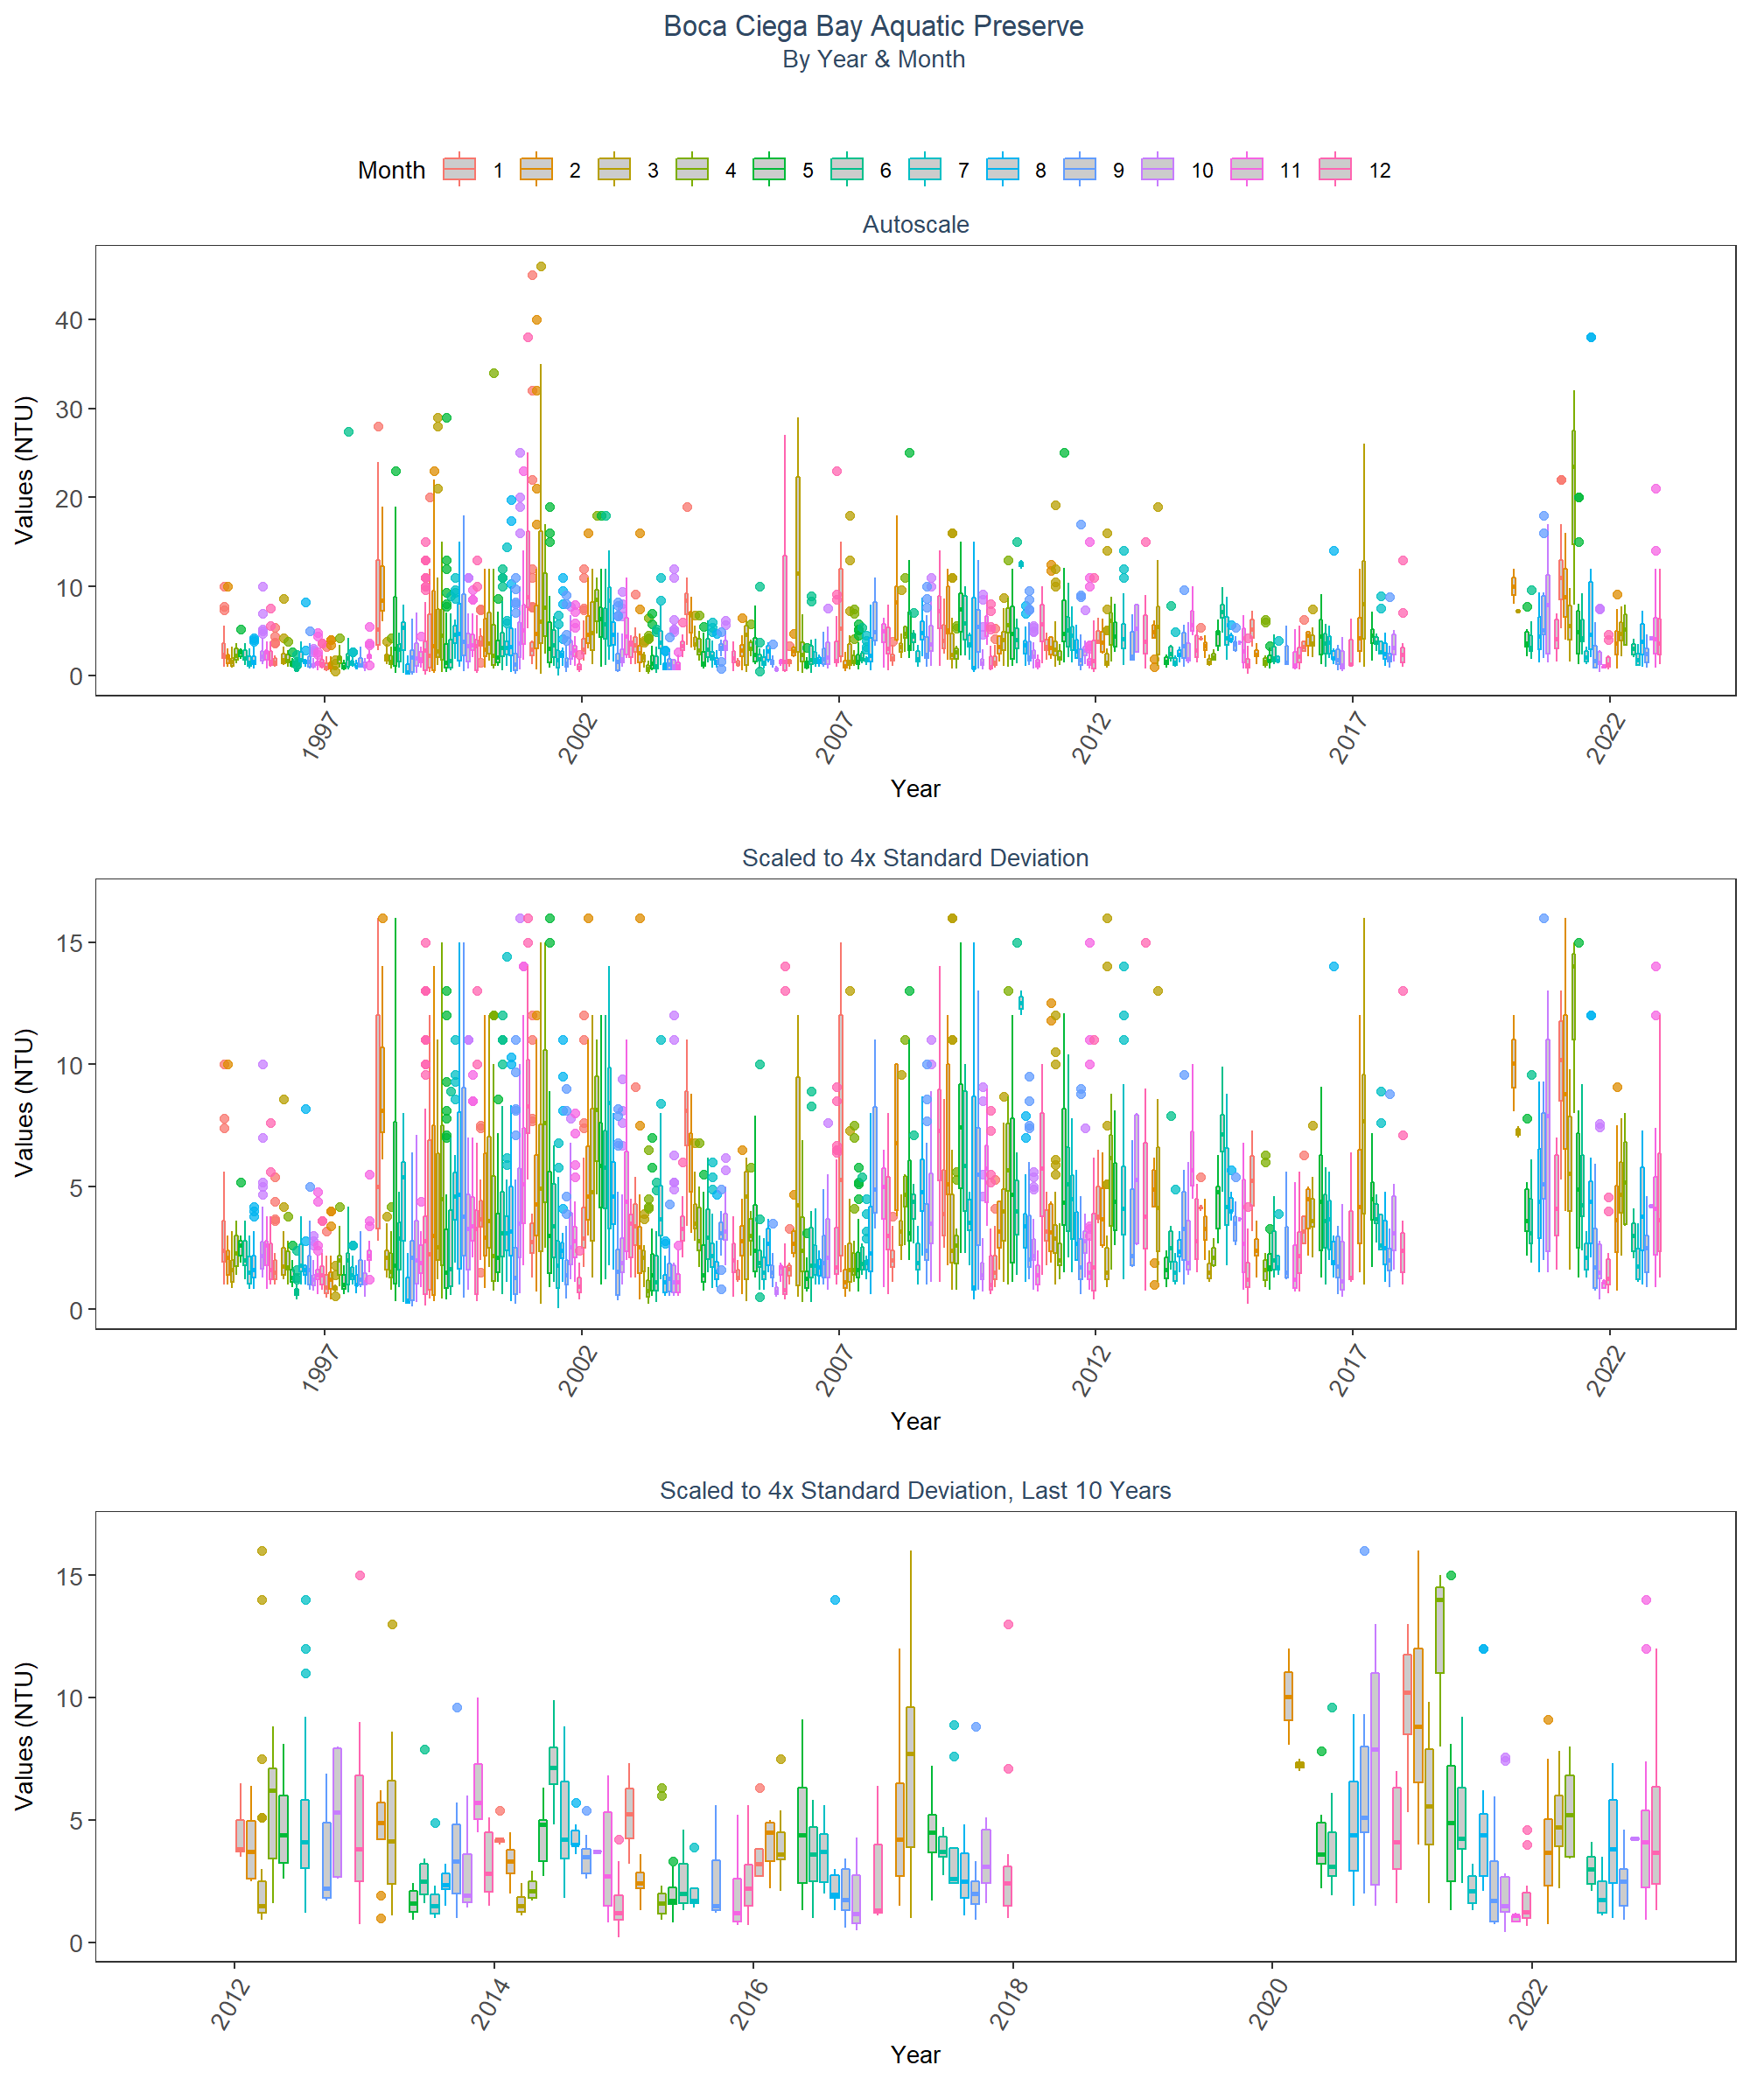 Boca Ciega Bay Aquatic Preserve
By Year & Month
Month 1 2 3 4 5 6 7 8 9 10 11 12
Autoscale
Values (NTU)
40
30
20
10
0
1997 2002 2007 2012 2017 2022
Year
Scaled to 4x Standard Deviation
Values (NTU)
15
10
5
0
1997 2002 2007 2012 2017 2022
Year
Scaled to 4x Standard Deviation, Last 10 Years
Values (NTU)
15
10
5
0
2012 2014 2016 2018 2020 2022
Year